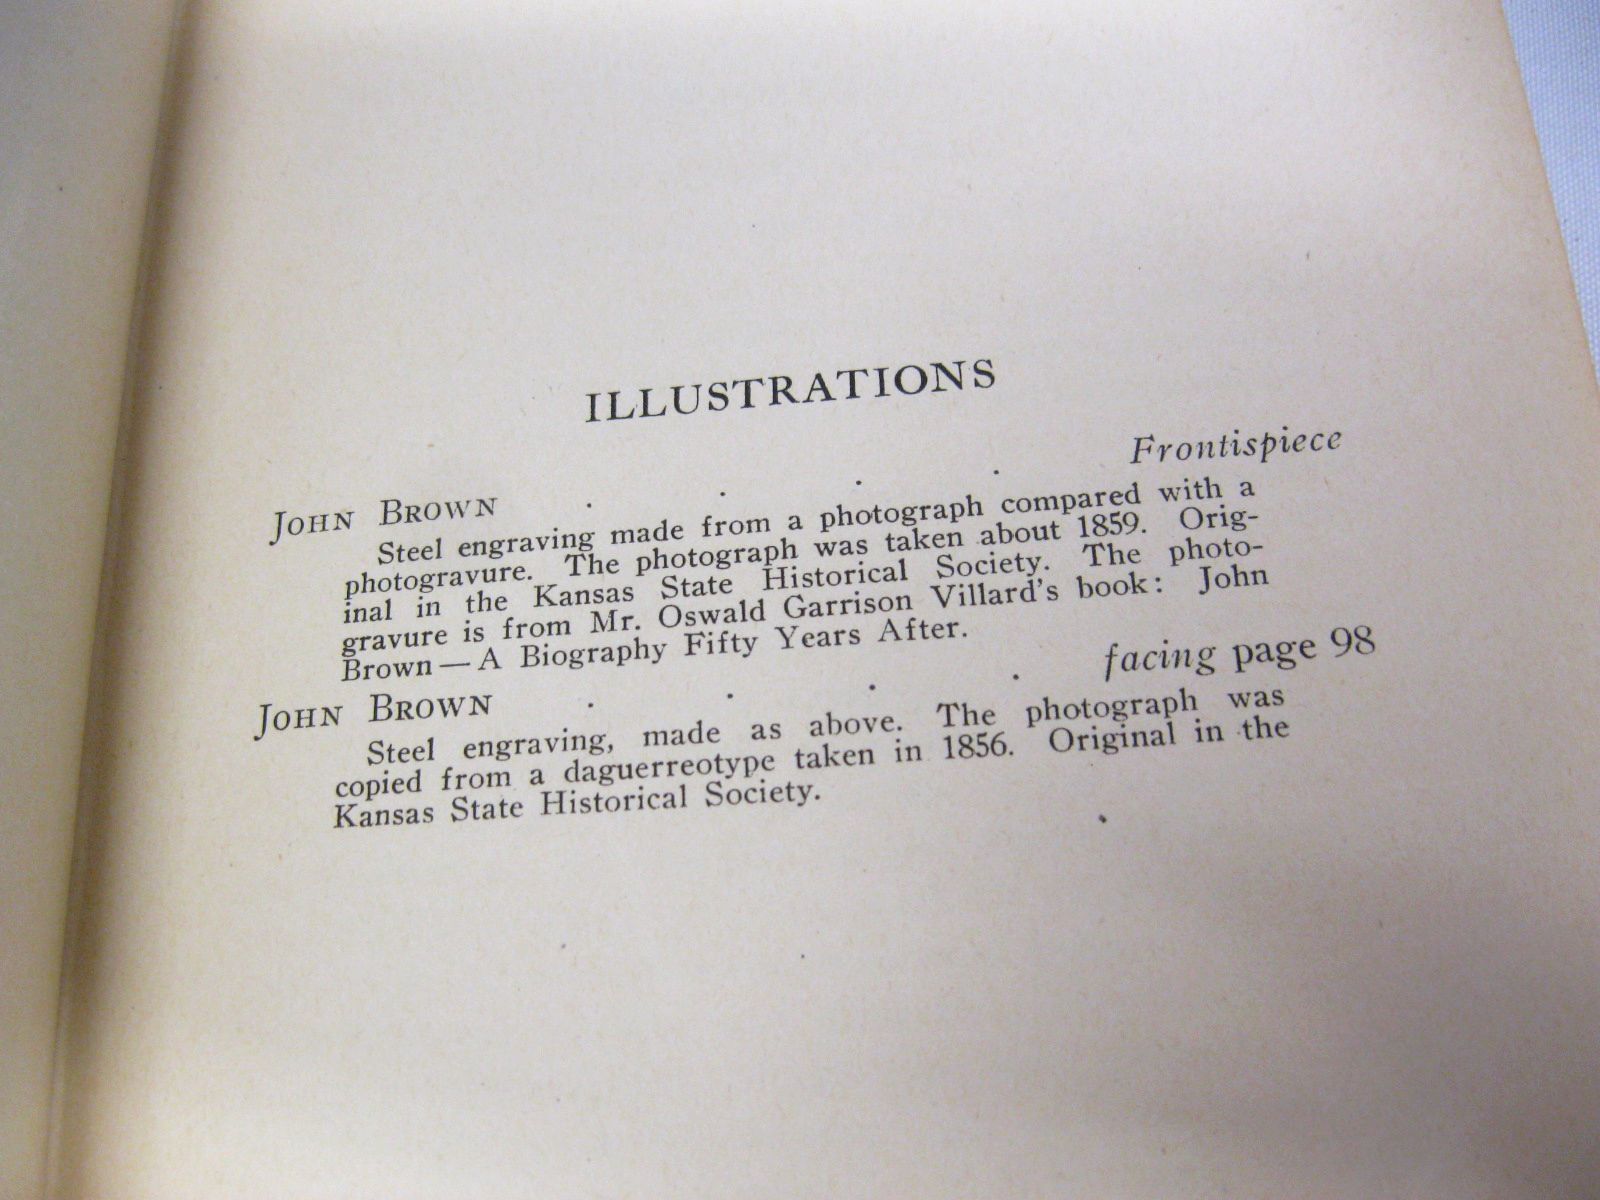 ILLUSTRATIONS
JOHN BROWN . . . . Frontispiece
Steel engraving made from a photograph compared with a
photogravure. The photograph was taken about 1859. Orig-
inal in the Kansas State Historical Society. The photo-
gravure is from Mr. Oswald Garrison Villard's book: John
Brown — A Biography Fifty Years After.
JOHN BROWN . . . . facing page 98
Steel engraving, made as above. The photograph was
copied from a daguerreotype taken in 1856. Original in the
Kansas State Historical Society.